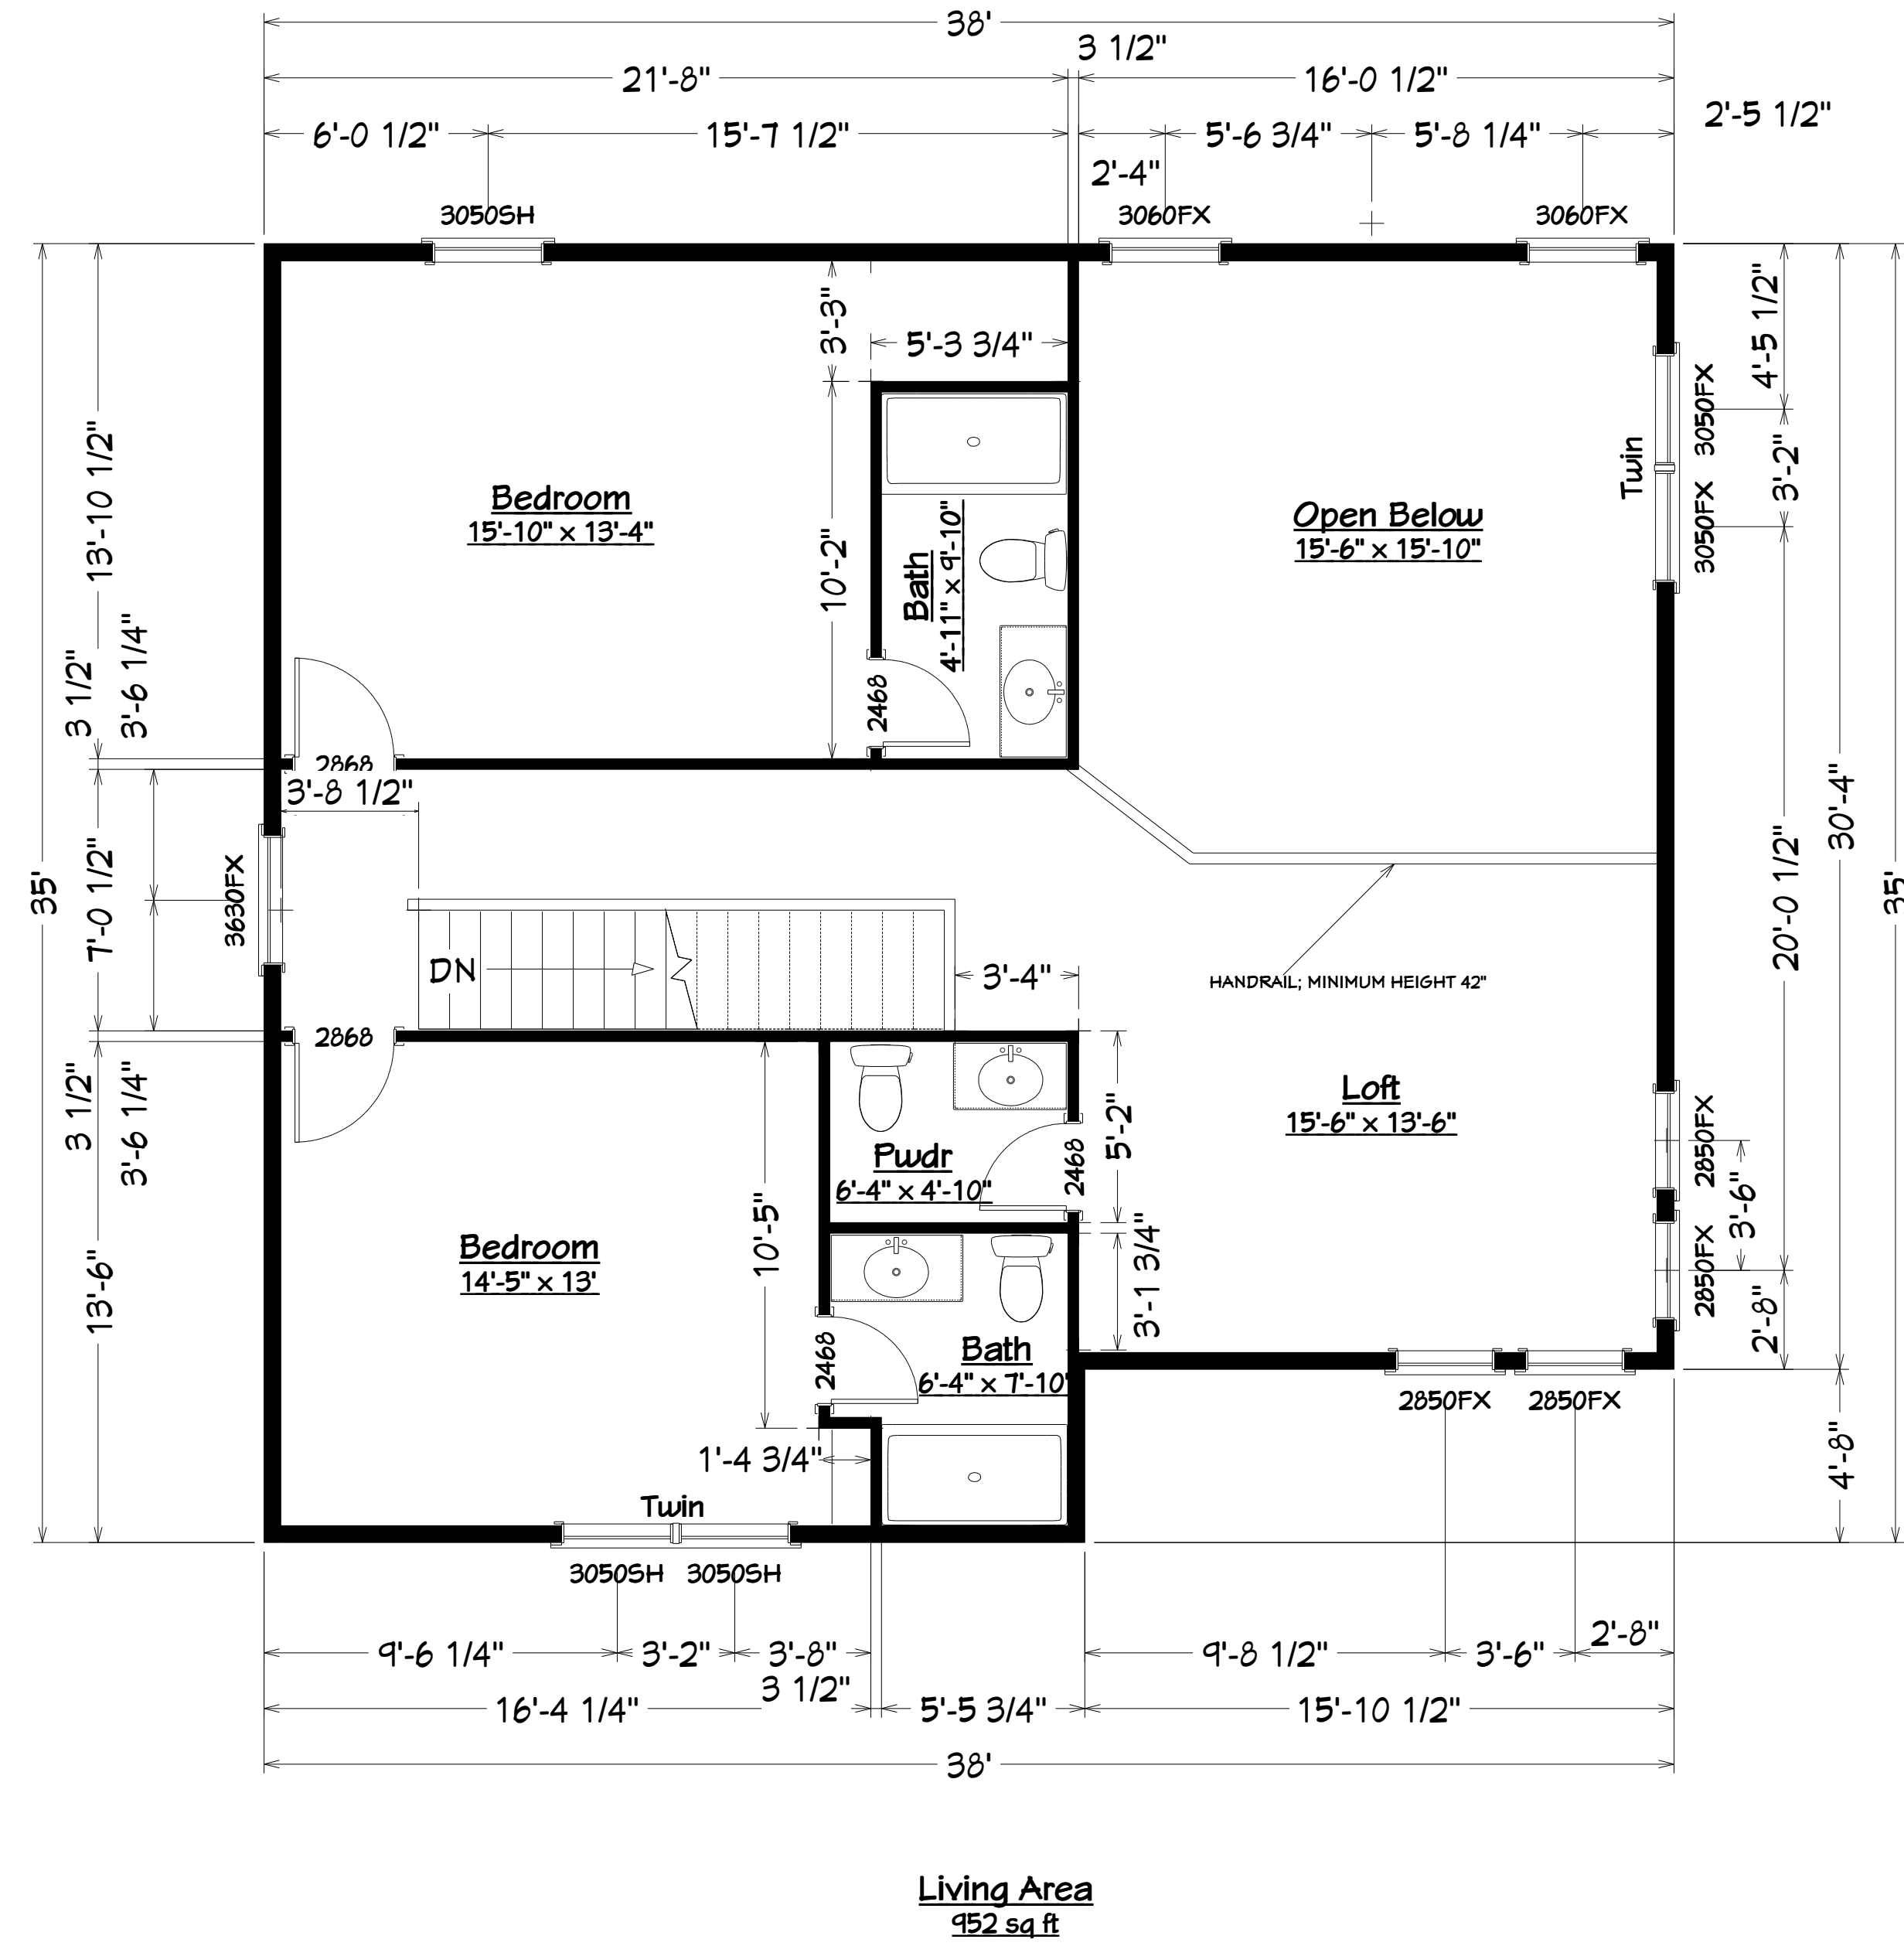 38'
3 1/2"
21'-8"
16'-0 1/2"
2'-5 1/2"
6'-0 1/2"
15'-7 1/2"
5'-6 3/4"
5'-8 1/4"
2'-4"
3050SH
3060FX
3060FX
3'-3"
5'-3 3/4"
4'-5 1/2"
3050FX
Twin
3050FX
3'-2"
13'-10 1/2"
Bedroom
15'-10" x 13'-4"
10'-2"
Bath
4'-11" x 9'-10"
Open Below
15'-6" x 15'-10"
3 1/2"
3'-6 1/4"
2468
2868
3'-8 1/2"
30'-4"
35'
7'-0 1/2"
3630FX
20'-0 1/2"
35'
DN
3'-4"
HANDRAIL; MINIMUM HEIGHT 42"
2868
3 1/2"
3'-6 1/4"
Loft
15'-6" x 13'-6"
5'-2"
2850FX
Pwdr
6'-4" x 4'-10"
2468
3'-6"
10'-5"
Bedroom
14'-5" x 13'
13'-6"
3'-1 3/4"
2850FX
2'-8"
2468
Bath
6'-4" x 7'-10"
2850FX
2850FX
4'-8"
1'-4 3/4"
Twin
3050SH
3050SH
9'-6 1/4"
3'-2"
3'-8"
9'-8 1/2"
3'-6"
2'-8"
3 1/2"
16'-4 1/4"
5'-5 3/4"
15'-10 1/2"
38'
Living Area
952 sq ft